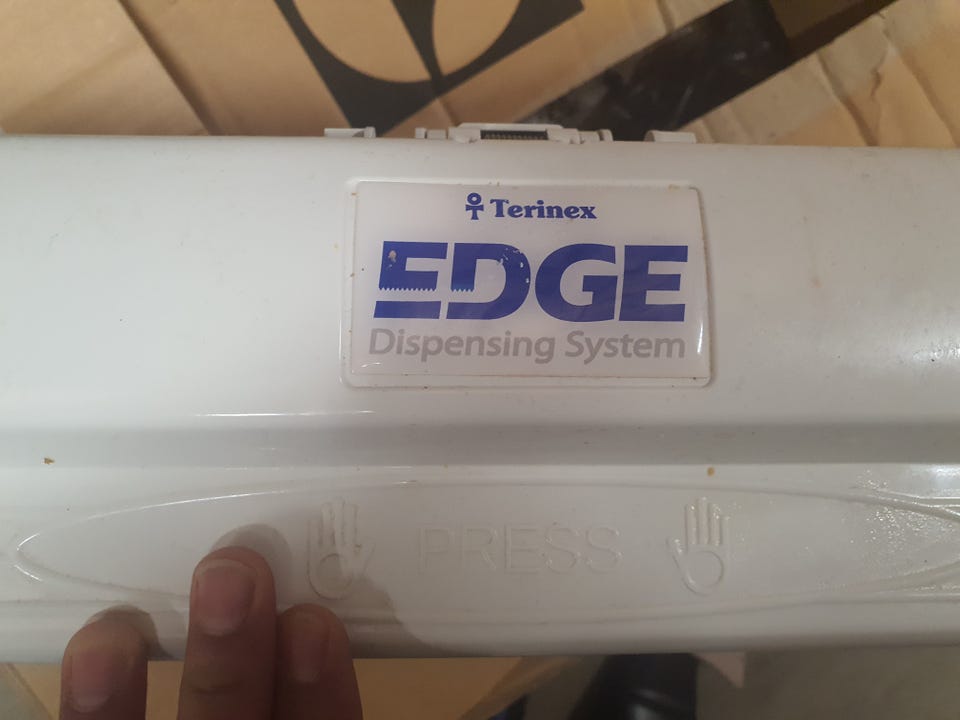 Terinex
EDGE
Dispensing System
PRESS